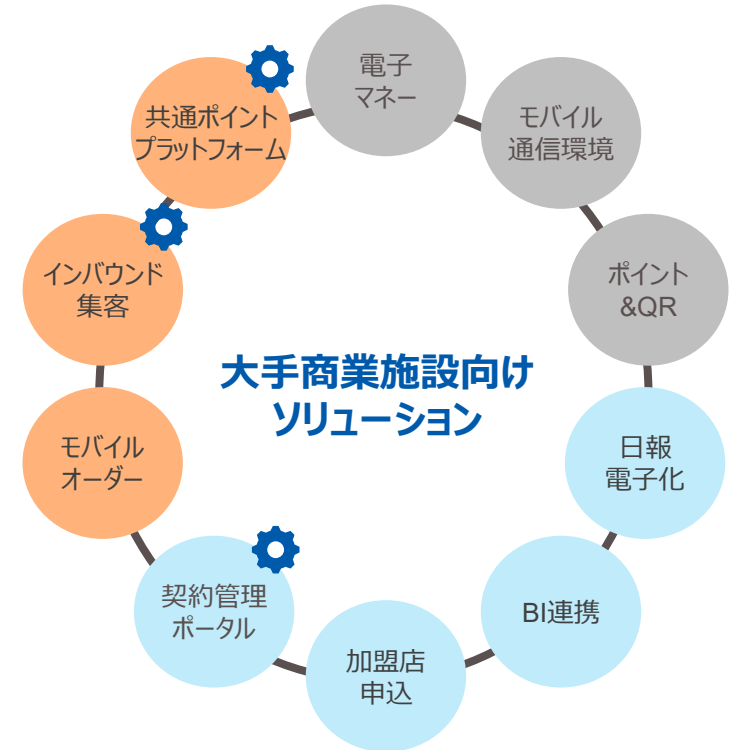 電子
マネー
モバイル
通信環境
ポイント
&QR
日報
電子化
BI連携
加盟店
申込
契約管理
ポータル
モバイル
オーダー
インバウンド
集客
共通ポイント
プラットフォーム
大手商業施設向け
ソリューション